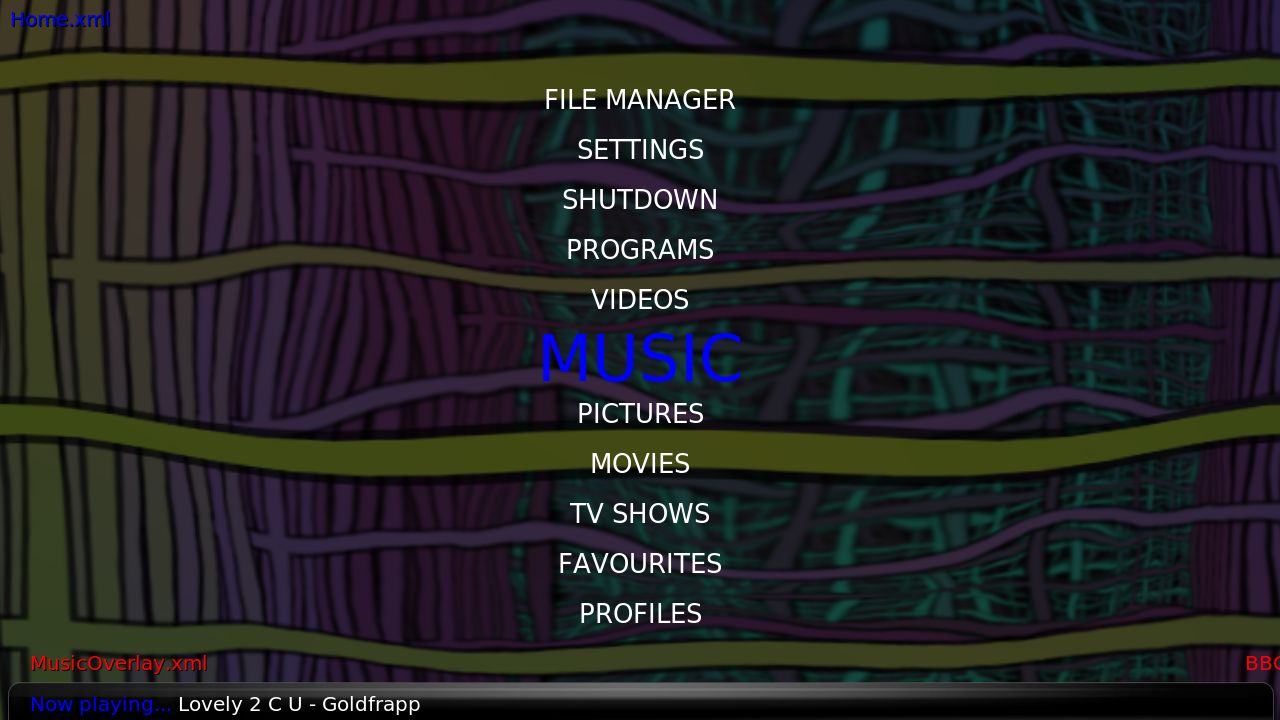 Home.xml
FILE MANAGER
SETTINGS
SHUTDOWN
PROGRAMS
VIDEOS
MUSIC
PICTURES
MOVIES
TV SHOWS
FAVOURITES
PROFILES
MusicOverlay.xml
Now playing... Lovely 2 C U - Goldfrapp